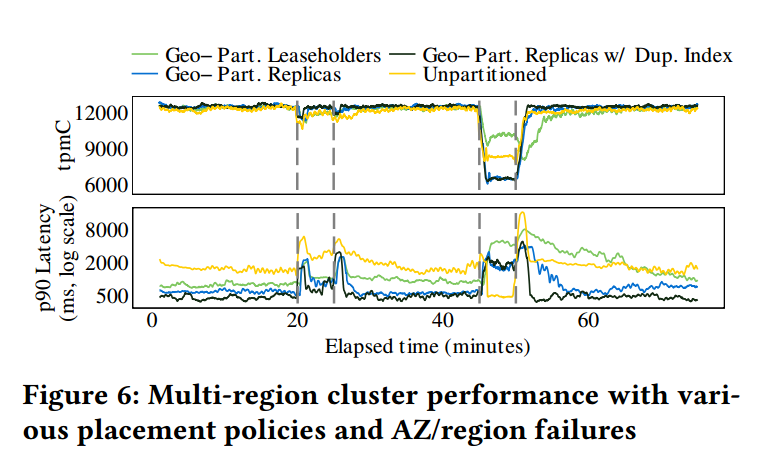 Geo– Part. Leaseholders
Geo– Part. Replicas w/ Dup. Index
Geo– Part. Replicas
Unpartitioned
12000
9000
6000
tpmC
8000
2000
500
p90 Latency
(ms, log scale)
0
20
40
60
Elapsed time (minutes)
Figure 6: Multi-region cluster performance with vari-
ous placement policies and AZ/region failures